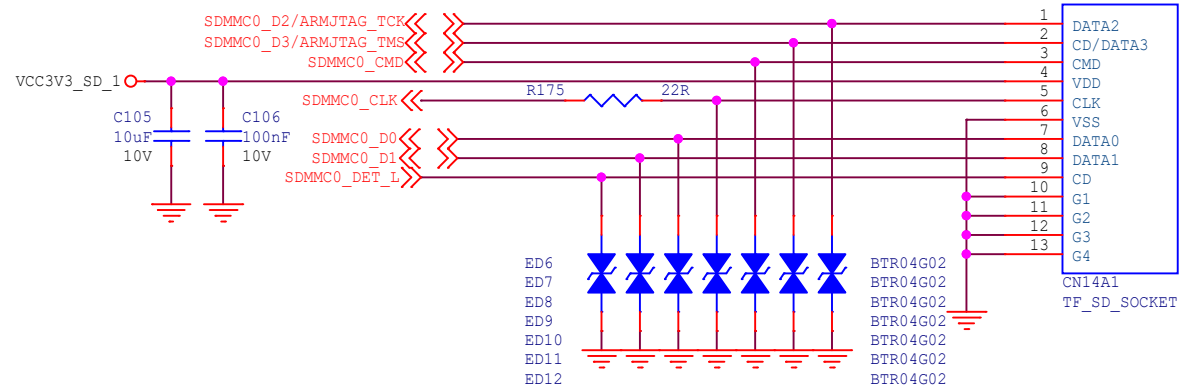 SDMMC0_D2/ARMJTAG_TCK
SDMMC0_D3/ARMJTAG_TMS
SDMMC0_CMD
VCC3V3_SD_1
SDMMC0_CLK
R175 22R
C105
10uF
10V
C106
100nF
10V
SDMMC0_D0
SDMMC0_D1
SDMMC0_DET_L
1 DATA2
2 CD/DATA3
3 CMD
4 VDD
5 CLK
6 VSS
7 DATA0
8 DATA1
9 CD
10 G1
11 G2
12 G3
13 G4
CN14A1
TF_SD_SOCKET
ED6 BTR04G02
ED7 BTR04G02
ED8 BTR04G02
ED9 BTR04G02
ED10 BTR04G02
ED11 BTR04G02
ED12 BTR04G02